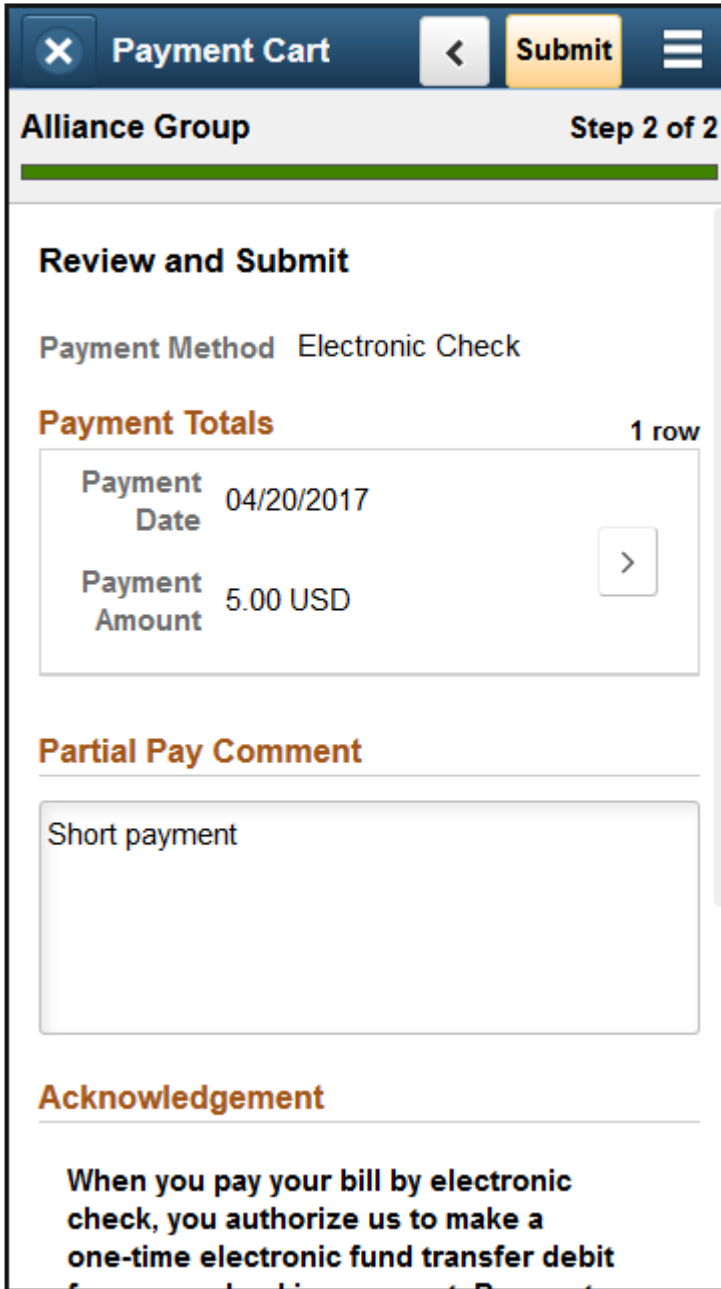 Payment Cart
Submit
Alliance Group
Step 2 of 2
Review and Submit
Payment Method Electronic Check
Payment Totals
1 row
Payment
Date
04/20/2017
Payment
Amount
5.00 USD
Partial Pay Comment
Short payment
Acknowledgement
When you pay your bill by electronic
check, you authorize us to make a
one-time electronic fund transfer debit